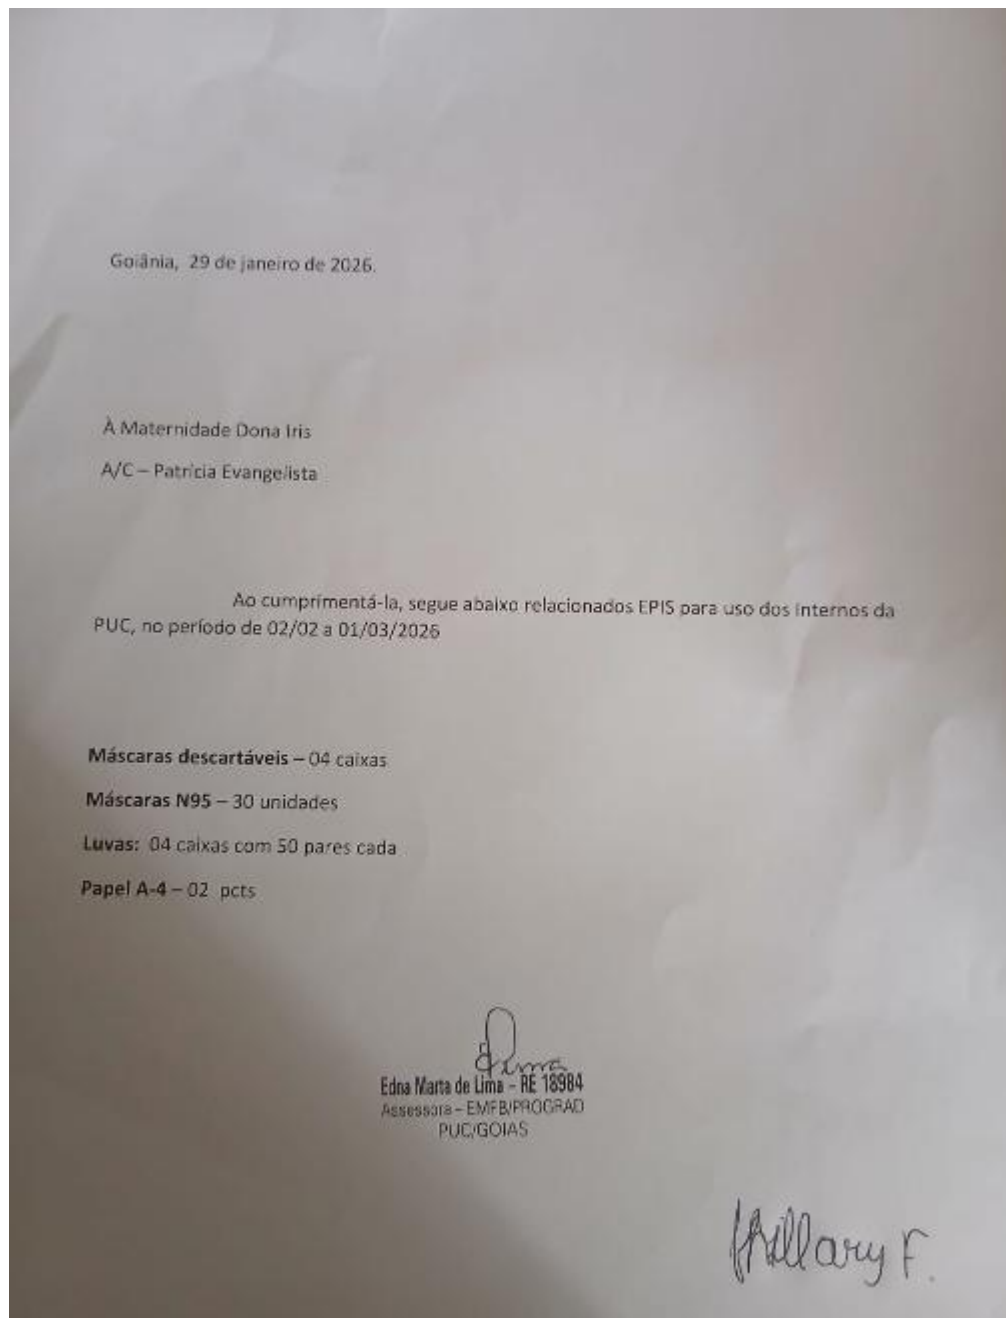 Goiânia, 29 de janeiro de 2026.
À Maternidade Dona Iris
A/C – Patrícia Evangelista
Ao cumprimentá-la, segue abaixo relacionados EPIS para uso dos internos da
PUC, no período de 02/02 a 01/03/2026
Máscaras descartáveis – 04 caixas
Máscaras N95 – 30 unidades
Luvas: 04 caixas com 50 pares cada
Papel A-4 – 02 pcts
Lima
Edna Marta de Lima - RE 18984
Assessora - EMFB/PROGRAD
PUC/GOIAS
Hillary F.